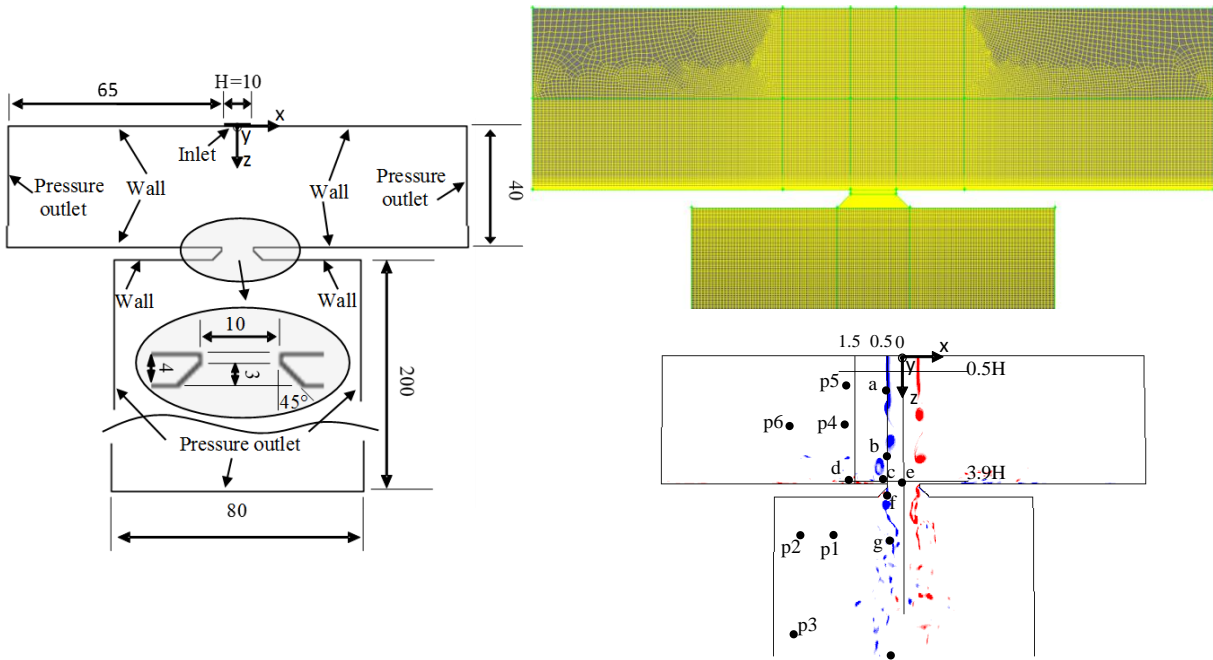 H=10
65
x
y
Inlet
z
Wall
Wall
Pressure outlet
Pressure outlet
40
Wall
Wall
10
4
3
45°
200
Pressure outlet
80
1.5
0.5
0
x
y
0.5H
z
p5
a
p6
p4
b
d
c
e
3.9H
f
p2
p1
g
p3